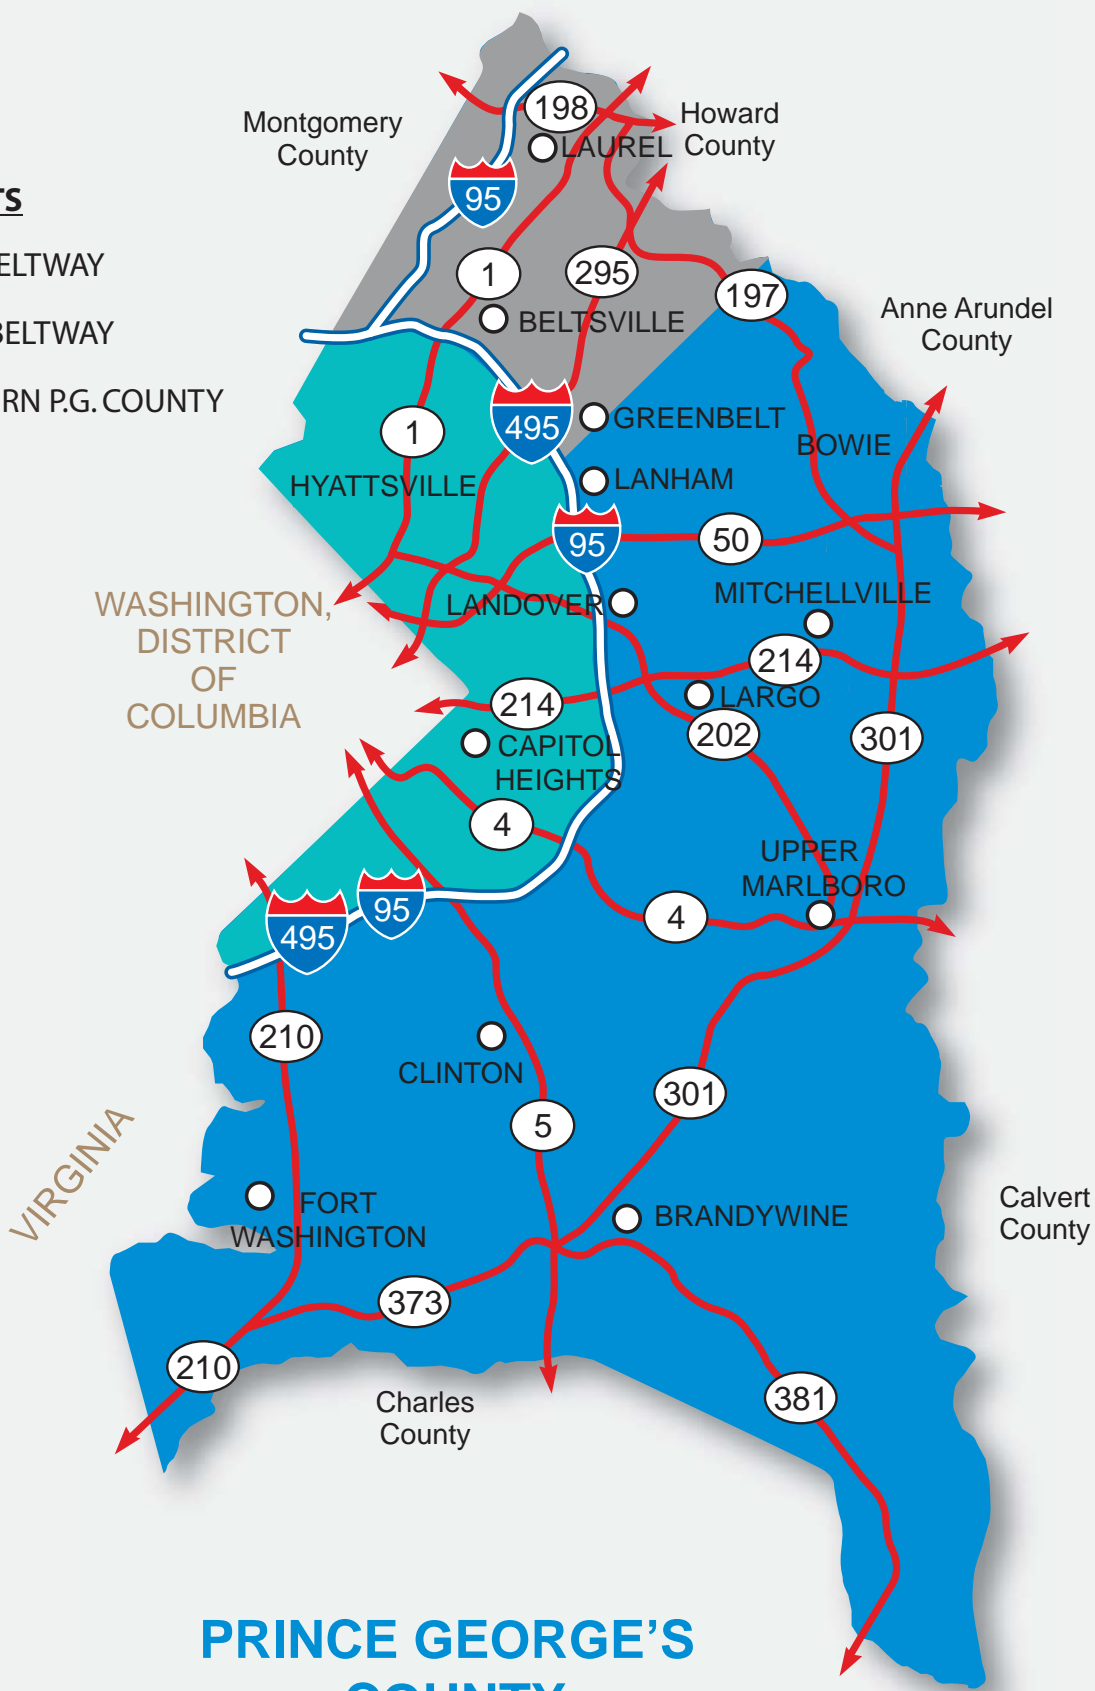 198
Montgomery
County
Howard
County
LAUREL
95
TS
ELTWAY
1
295
197
BELTSVILLE
Anne Arundel
County
BELTWAY
RN P.G. COUNTY
495
GREENBELT
1
BOWIE
HYATTSVILLE
LANHAM
95
50
WASHINGTON,
DISTRICT
OF
COLUMBIA
LANDOVER
MITCHELLVILLE
214
214
LARGO
202
301
CAPITOL
HEIGHTS
4
UPPER
MARLBORO
95
495
4
210
CLINTON
301
5
VIRGINIA
FORT
WASHINGTON
BRANDYWINE
Calvert
County
373
210
381
Charles
County
PRINCE GEORGE’S
COUNTY